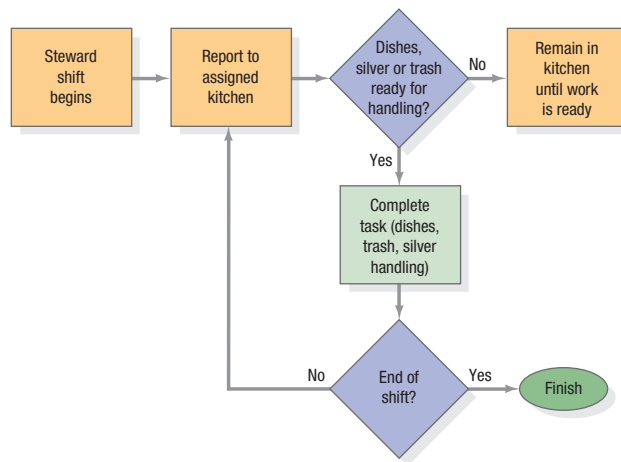 Steward
shift
begins
Report to
assigned
kitchen
Dishes,
silver or trash
ready for
handling?
No
Remain in
kitchen
until work
is ready
Yes
Complete
task (dishes,
trash, silver
handling)
No
End of
shift?
Yes
Finish